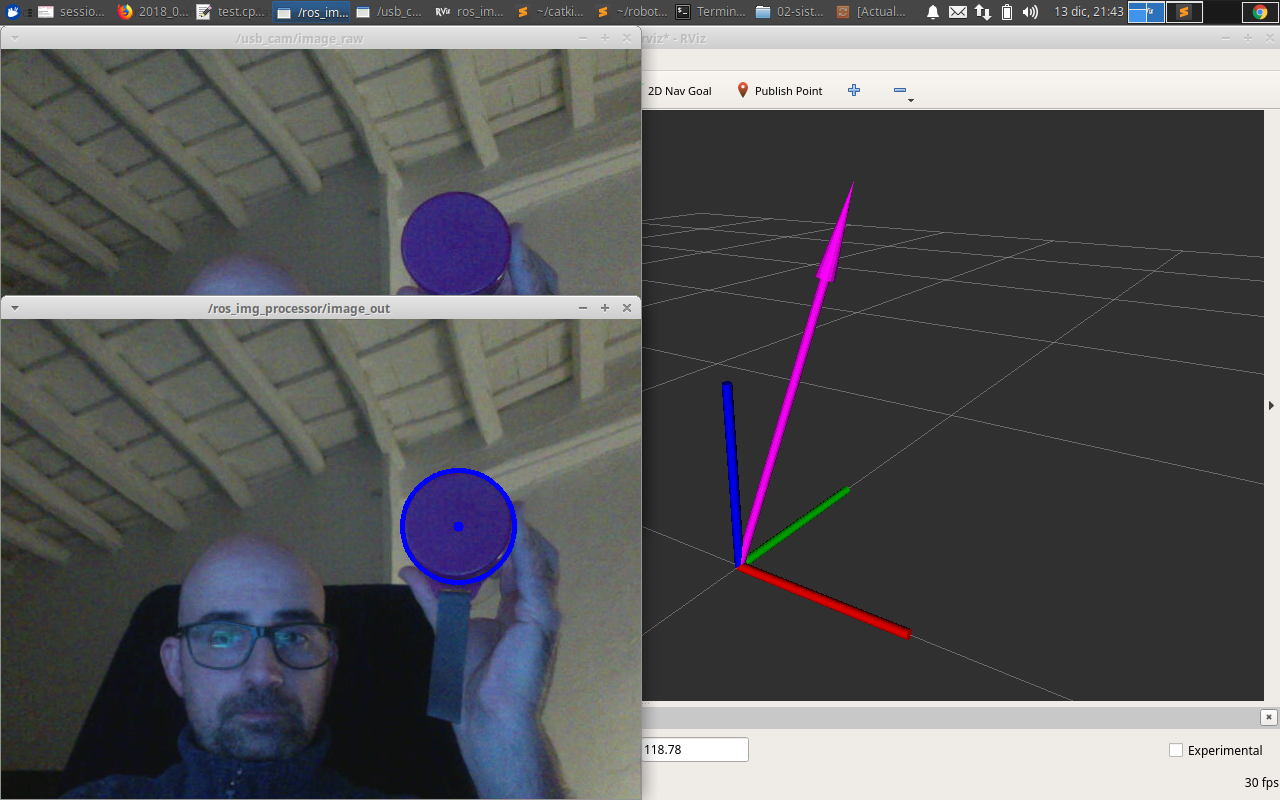 sessio... 2018_0... test.cp... /ros_im... /usb_c... RViz ros_im... ~/catki... ~/robot... Termin... 02-sist... [Actual... 13 dic, 21:43
/usb_cam/image_raw
rviz* - RViz
2D Nav Goal Publish Point
/ros_img_processor/image_out
118.78 Experimental
30 fps